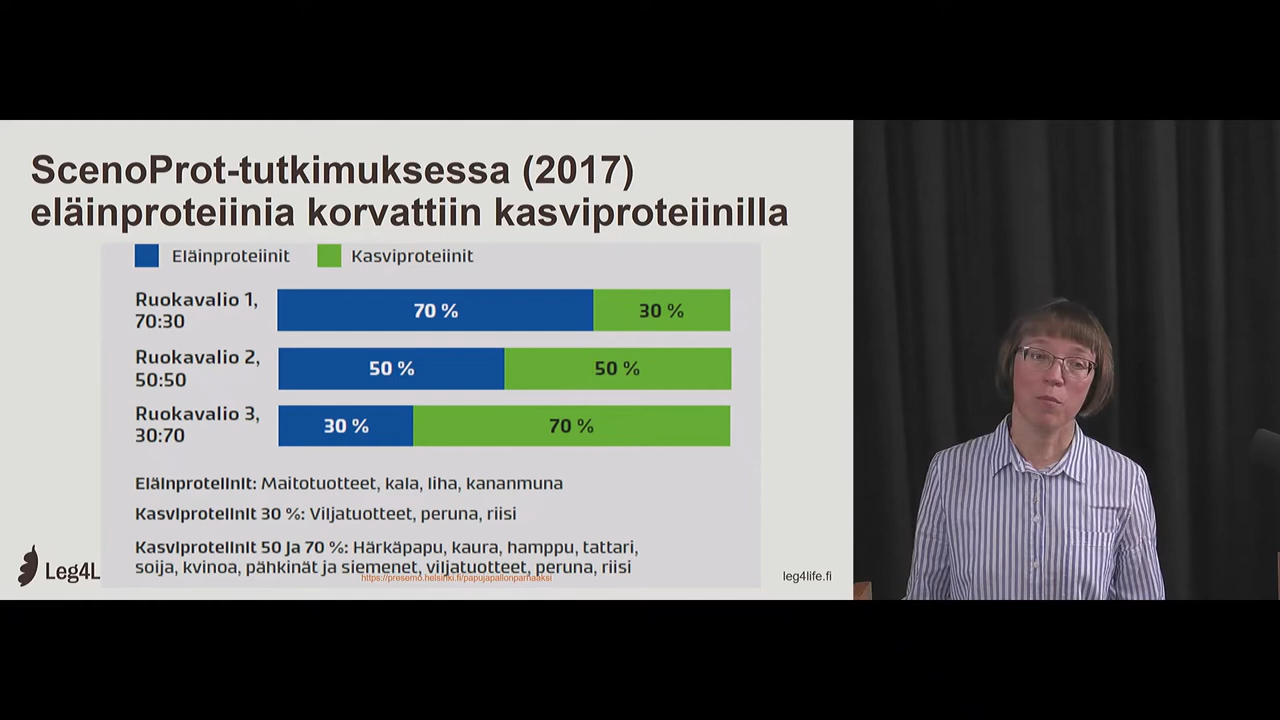 ScenoProt-tutkimuksessa (2017)
eläinproteiinia korvattiin kasviproteiinilla
Eläinproteiinit Kasviproteiinit
Ruokavalio 1,
70:30
70 % 30 %
Ruokavalio 2,
50:50
50 % 50 %
Ruokavalio 3,
30:70
30 % 70 %
Eläinproteiinit: Maitotuotteet, kala, liha, kananmuna
Kasviproteiinit 30 %: Viljatuotteet, peruna, riisi
Kasviproteiinit 50 ja 70 %: Härkäpapu, kaura, hamppu, tattari,
soija, kvinoa, pähkinät ja siemenet, viljatuotteet, peruna, riisi
https://presemo.helsinki.fi/papujapallonparhaaksi
Leg4L
leg4life.fi